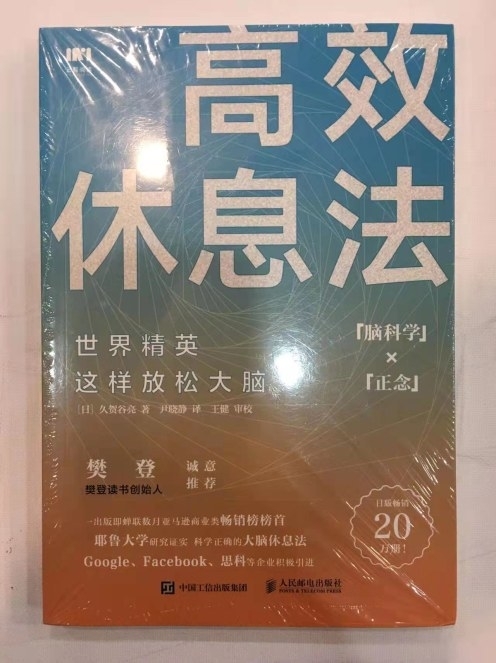 高效
休息法
「脑科学」
×
「正念」
世界精英
这样放松大脑
[日] 久贺谷亮 著 尹晓静 译 王健 审校
樊登
诚意
推荐
樊登读书创始人
日版畅销
20
万册!
一出版即蝉联数月亚马逊商业类畅销榜榜首
耶鲁大学研究证实 科学正确的大脑休息法
Google、Facebook、思科等企业积极引进
中国工信出版集团
人民邮电出版社
POSTS & TELECOM PRESS